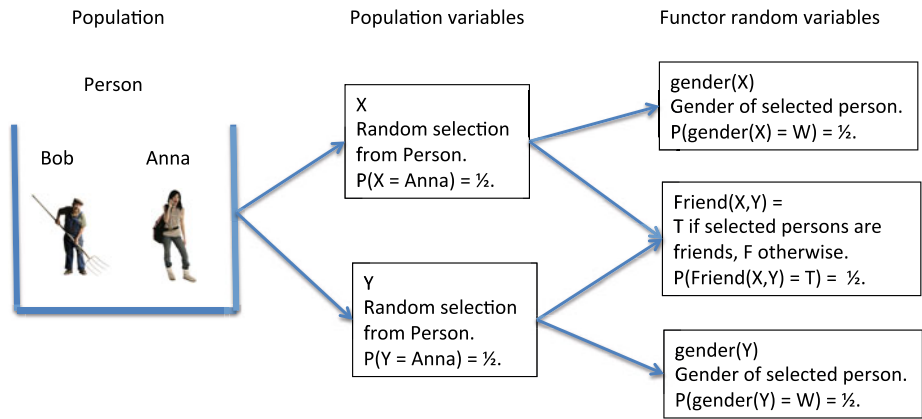 Population
Population variables
Functor random variables
Person
Bob
Anna
X
Random selection
from Person.
P(X = Anna) = ½.
Y
Random selection
from Person.
P(Y = Anna) = ½.
gender(X)
Gender of selected person.
P(gender(X) = W) = ½.
Friend(X,Y) =
T if selected persons are
friends, F otherwise.
P(Friend(X,Y) = T) = ½.
gender(Y)
Gender of selected person.
P(gender(Y) = W) = ½.